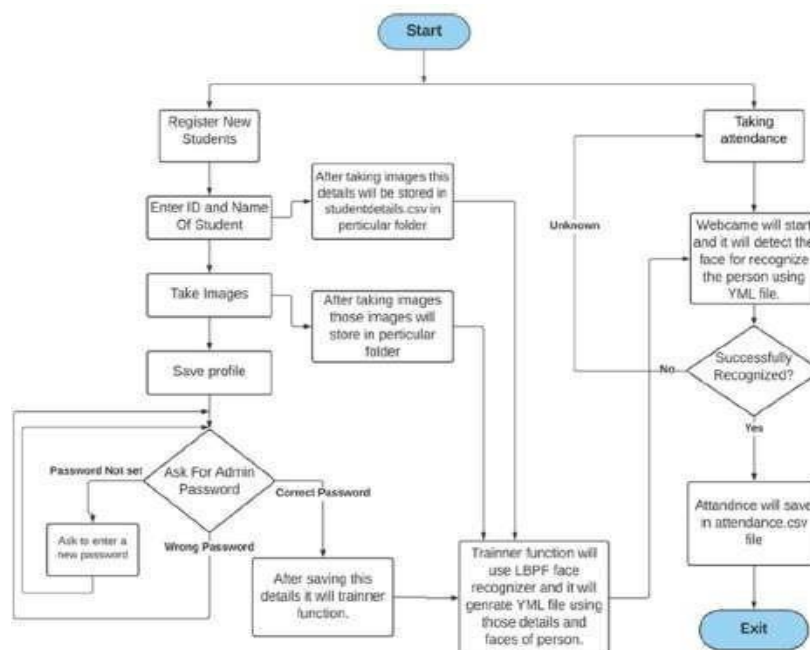 Start
Register New
Students
Taking
attendance
Enter ID and Name
Of Student
After taking images this
details will be stored in
studentdetails.csv in
perticular folder
Unknown
Webcame will start
and it will detect the
face for recognize
the person using
YML file.
Take Images
After taking images
those images will
store in perticular
folder
Save profile
Successfully
Recognized?
No
Yes
Password Not set
Ask For Admin
Password
Correct Password
Ask to enter a
new password
Wrong Password
Attandnce will save
in attendance.csv
file
After saving this
details it will trainner
function.
Trainner function will
use LBPF face
recognizer and it will
genrate YML file using
those details and
faces of person.
Exit